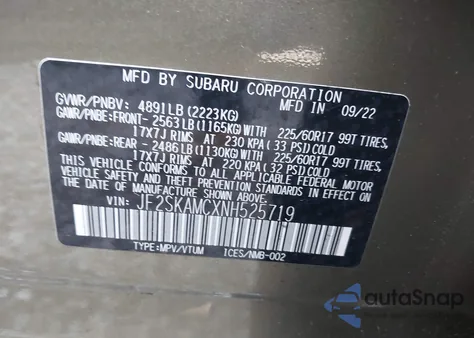 MFD BY SUBARU CORPORATION
GVWR/PNBV: 4891LB(2223KG) 09/22
GAWR/PNBE:FRONT- 2563LB(1165KG)WITH 225/60R17 99T TIRES,
17X7J RIMS AT 230 KPA(33 PSI)COLD
GAWR/PNBE:REAR - 2486LB(1130KG)WITH 225/60R17 99T TIRES,
17X7J RIMS AT 220 KPA(32 PSI)COLD
THIS VEHICLE CONFORMS TO ALL APPLICABLE FEDERAL MOTOR
VEHICLE SAFETY, BUMPER, AND THEFT PREVENTION STANDARDS
IN EFFECT ON THE DATE OF MANUFACTURE SHOWN ABOVE.
VIN: JF2SKAMCXNH525719
TYPE:MPV/VTUM ICES/NMB-002
autoSnap